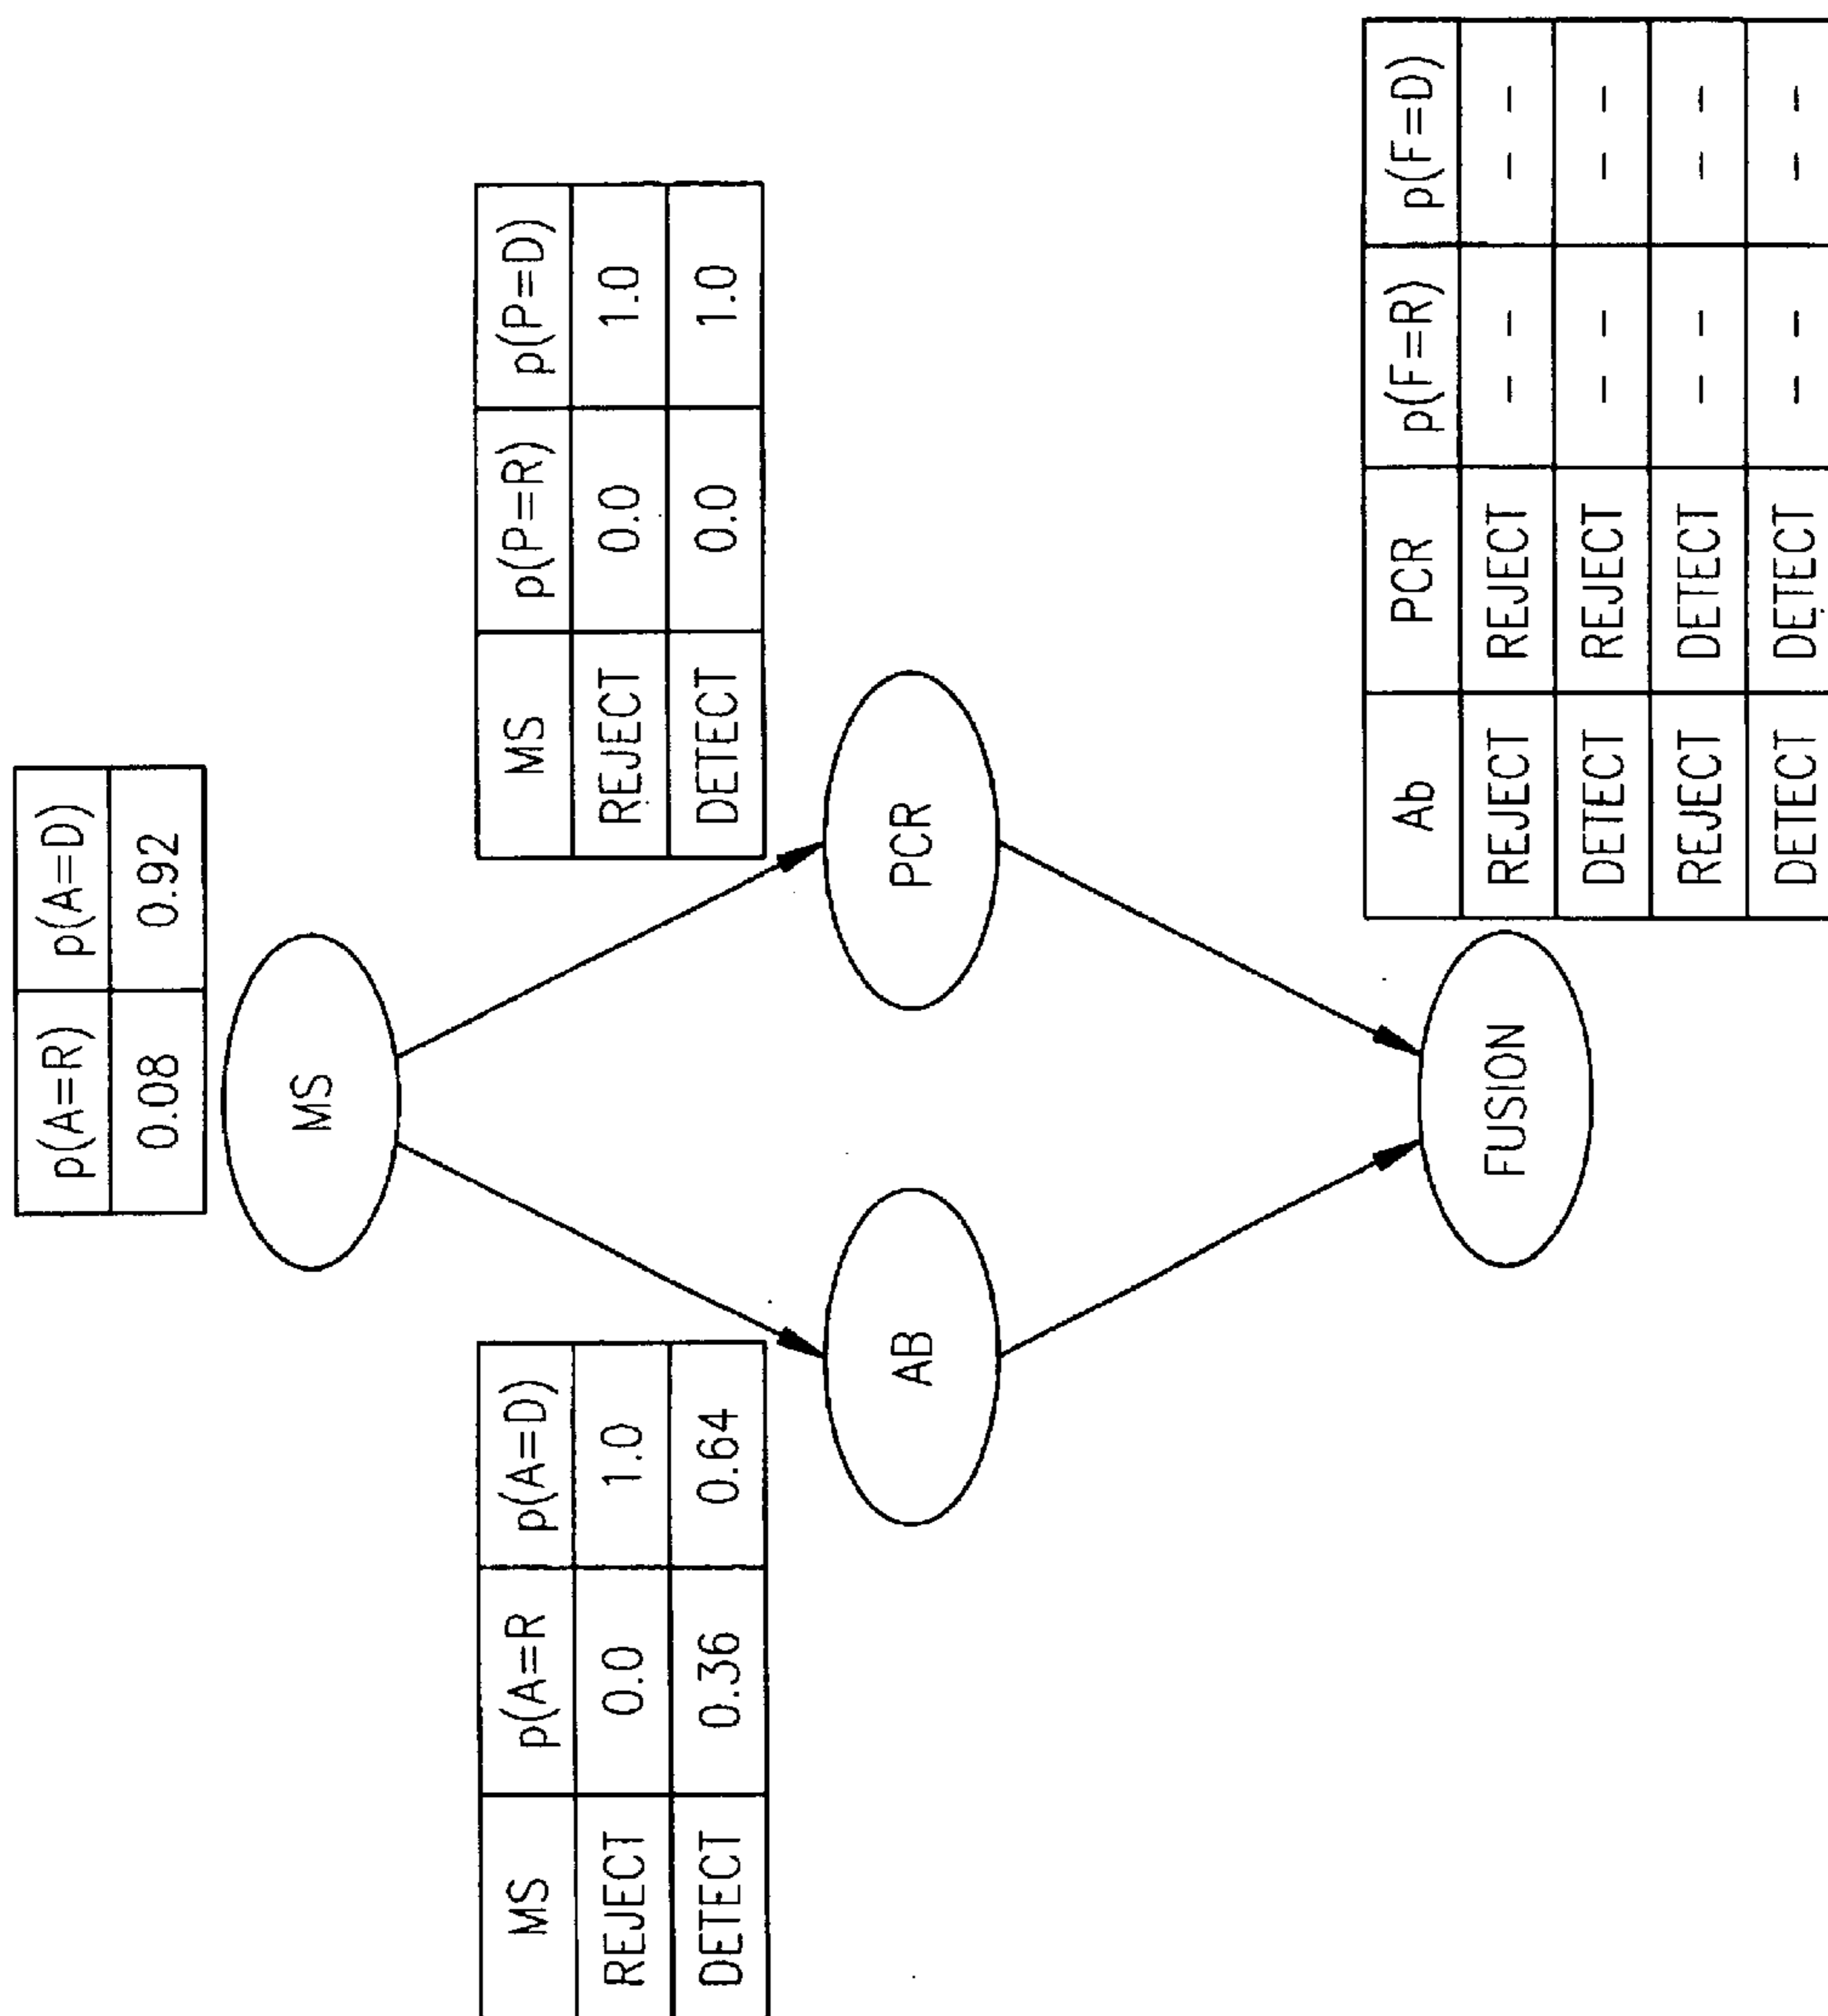 p(A=R) p(A=D)
0.08 0.92
MS
MS p(A=R p(A=D)
REJECT 0.0 1.0
DETECT 0.36 0.64
MS p(P=R) p(P=D)
REJECT 0.0 1.0
DETECT 0.0 1.0
AB
PCR
FUSION
Ab PCR p(F=R) p(F=D)
REJECT REJECT -- --
DETECT REJECT -- --
REJECT DETECT -- --
DETECT DETECT -- --